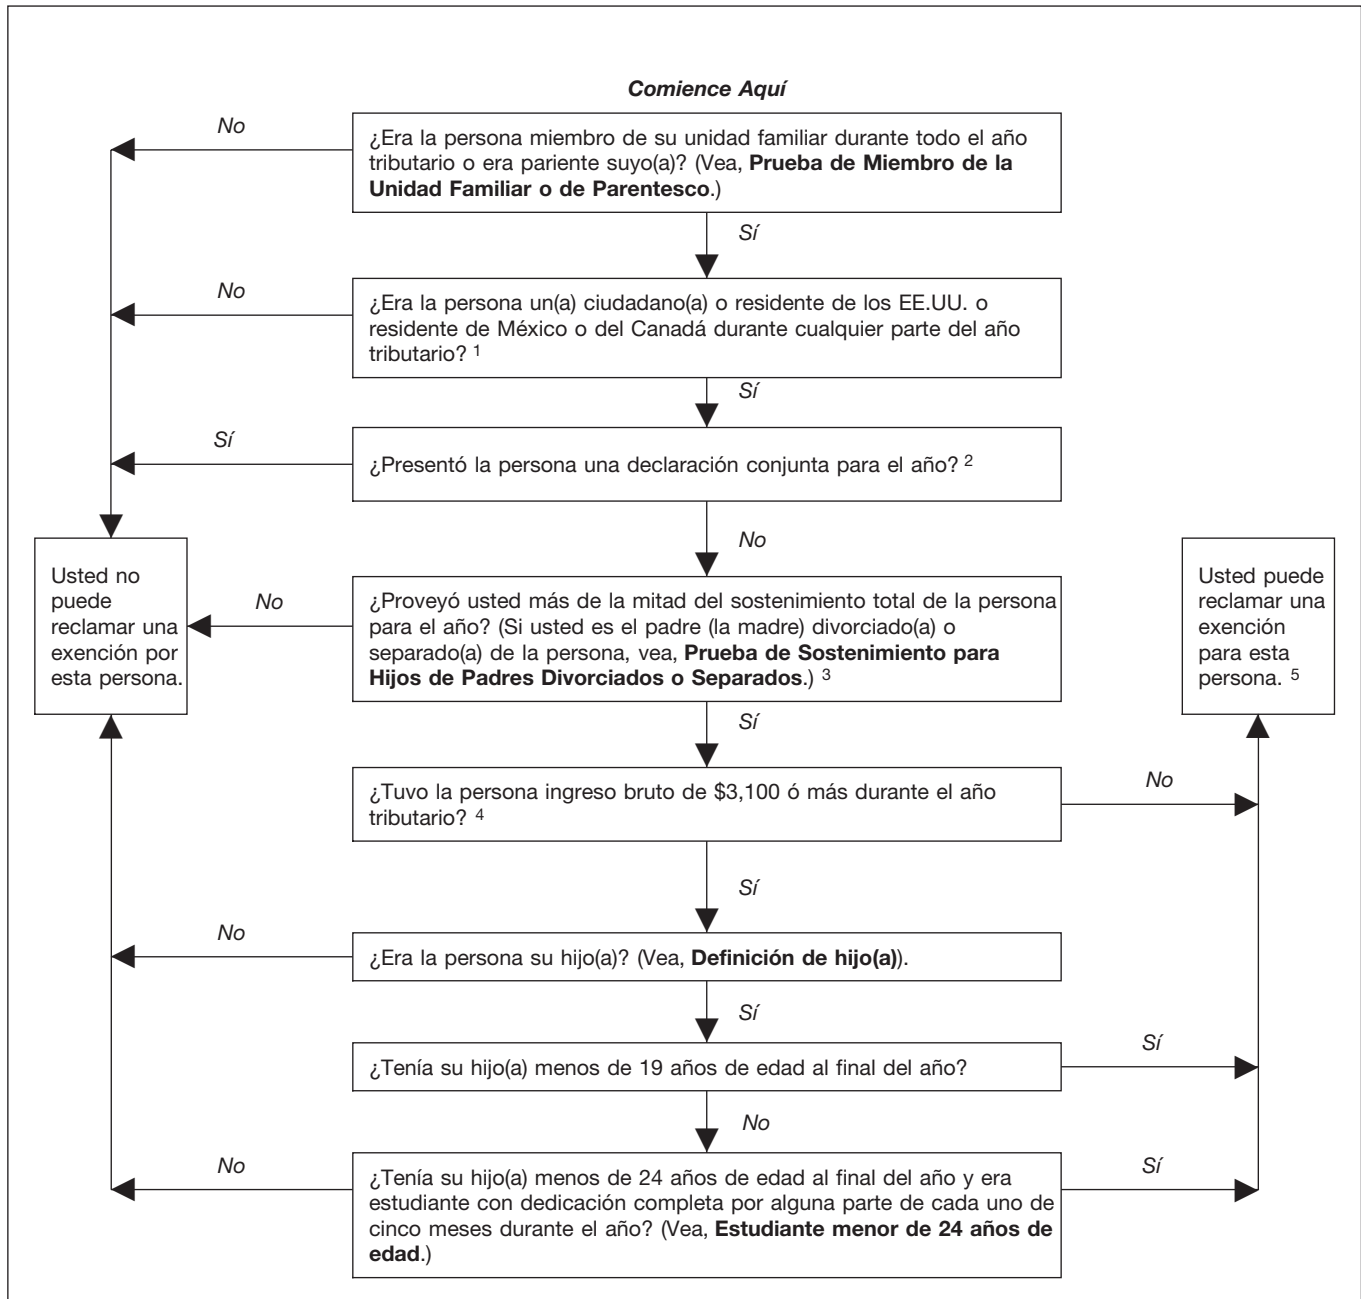 Comience Aquí
No
¿Era la persona miembro de su unidad familiar durante todo el año
tributario o era pariente suyo(a)? (Vea, Prueba de Miembro de la
Unidad Familiar o de Parentesco.)
Sí
No
¿Era la persona un(a) ciudadano(a) o residente de los EE.UU. o
residente de México o del Canadá durante cualquier parte del año
tributario? 1
Sí
Sí
¿Presentó la persona una declaración conjunta para el año? 2
No
Usted no
puede
reclamar una
exención por
esta persona.
No
¿Proveyó usted más de la mitad del sostenimiento total de la persona
para el año? (Si usted es el padre (la madre) divorciado(a) o
separado(a) de la persona, vea, Prueba de Sostenimiento para
Hijos de Padres Divorciados o Separados.) 3
Usted puede
reclamar una
exención
para esta
persona. 5
Sí
¿Tuvo la persona ingreso bruto de $3,100 ó más durante el año
tributario? 4
No
Sí
No
¿Era la persona su hijo(a)? (Vea, Definición de hijo(a)).
Sí
¿Tenía su hijo(a) menos de 19 años de edad al final del año?
Sí
No
No
¿Tenía su hijo(a) menos de 24 años de edad al final del año y era
estudiante con dedicación completa por alguna parte de cada uno de
cinco meses durante el año? (Vea, Estudiante menor de 24 años de
edad.)
Sí